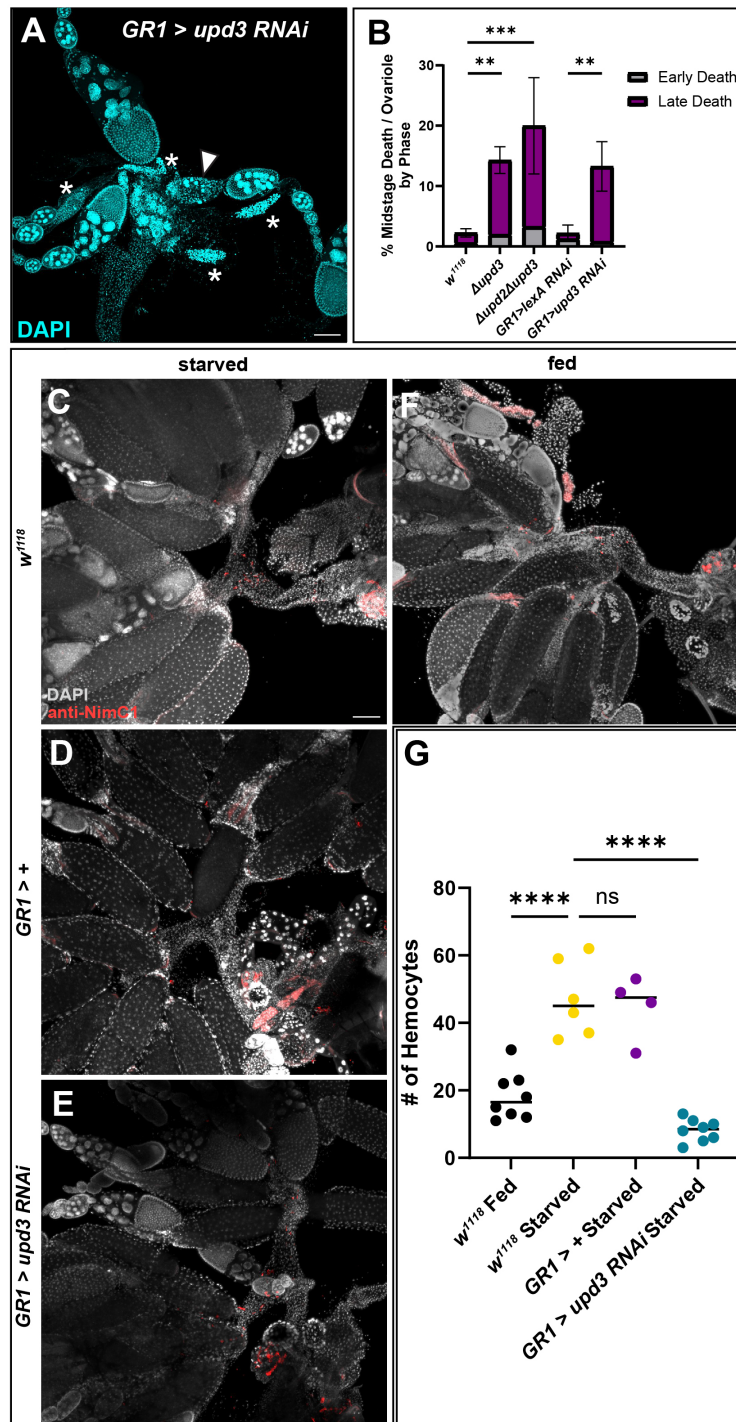 A
GR1 > upd3 RNAi
*
*
*
*
DAPI
B
% Midstage Death / Ovariole
by Phase
30
20
10
0
***
**
**
Early Death
Late Death
w1118
Δupd3
Δupd2Δupd3
GR1>lexA RNAi
GR1>upd3 RNAi
starved
fed
C
F
w1118
DAPI
anti-NimC1
D
GR1 > +
E
GR1 > upd3 RNAi
G
# of Hemocytes
80
60
40
20
0
****
****
ns
w1118 Fed
w1118 Starved
GR1 > + Starved
GR1 > upd3 RNAi Starved